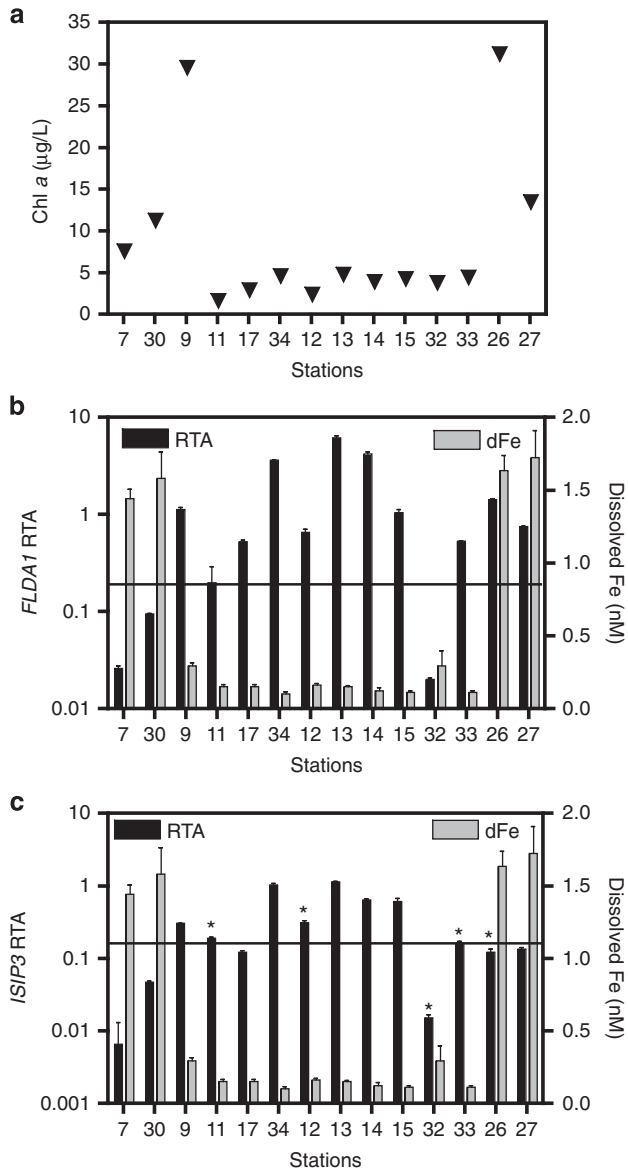 a
35
30
25
20
15
10
5
0
Chl a (µg/L)
7 30 9 11 17 34 12 13 14 15 32 33 26 27
Stations
b
10
1
0.1
0.01
FLDA1 RTA
RTA
dFe
2.0
1.5
1.0
0.5
0.0
Dissolved Fe (nM)
7 30 9 11 17 34 12 13 14 15 32 33 26 27
Stations
c
10
1
0.1
0.01
0.001
ISIP3 RTA
RTA
dFe
* * * * *
2.0
1.5
1.0
0.5
0.0
Dissolved Fe (nM)
7 30 9 11 17 34 12 13 14 15 32 33 26 27
Stations